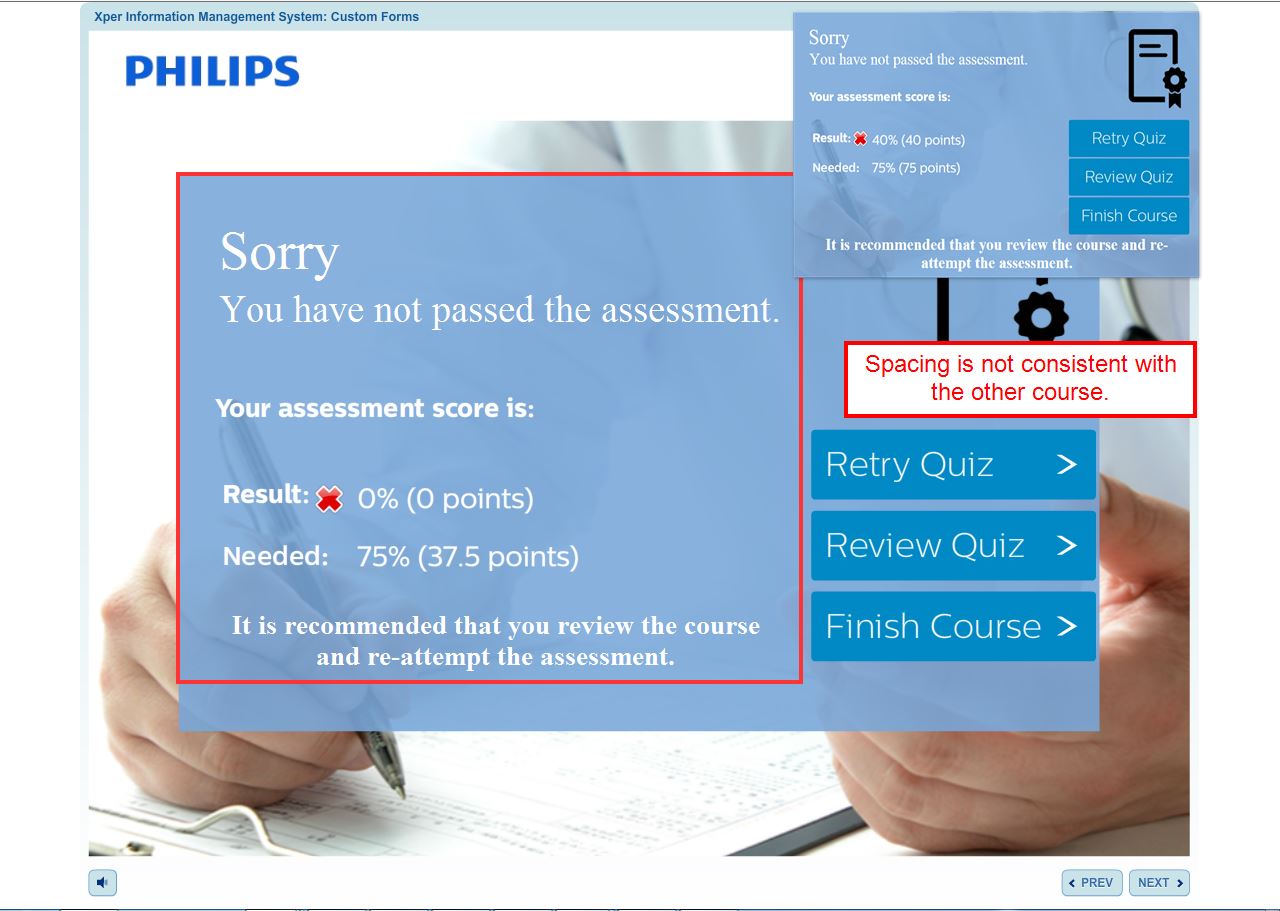 Xper Information Management System: Custom Forms
PHILIPS
Sorry
You have not passed the assessment.
Your assessment score is:
Result: 40% (40 points)
Needed: 75% (75 points)
Retry Quiz
Review Quiz
Finish Course
It is recommended that you review the course and re-
attempt the assessment.
Sorry
You have not passed the assessment.
Spacing is not consistent with
the other course.
Your assessment score is:
Result: 0% (0 points)
Needed: 75% (37.5 points)
It is recommended that you review the course
and re-attempt the assessment.
Retry Quiz >
Review Quiz >
Finish Course >
< PREV
NEXT >